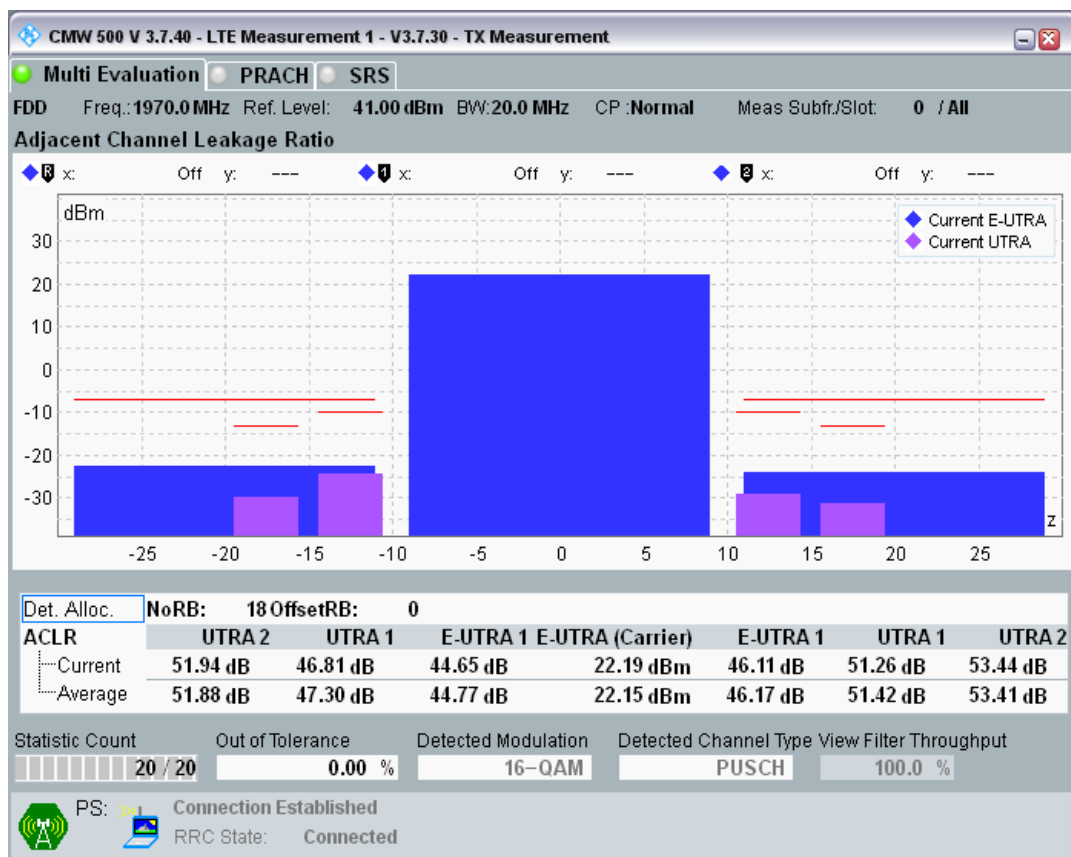 CMW 500 V 3.7.40 - LTE Measurement 1 - V3.7.30 - TX Measurement
Multi Evaluation PRACH SRS
FDD Freq.: 1970.0 MHz Ref. Level: 41.00 dBm BW: 20.0 MHz CP : Normal Meas Subfr./Slot: 0 / All
Adjacent Channel Leakage Ratio
R x: Off y: --- 1 x: Off y: --- 2 x: Off y: ---
dBm
Current E-UTRA
Current UTRA
30
20
10
0
-10
-20
-30
z
-25 -20 -15 -10 -5 0 5 10 15 20 25
Det. Alloc. NoRB: 18 OffsetRB: 0
ACLR UTRA 2 UTRA 1 E-UTRA 1 E-UTRA (Carrier) E-UTRA 1 UTRA 1 UTRA 2
Current 51.94 dB 46.81 dB 44.65 dB 22.19 dBm 46.11 dB 51.26 dB 53.44 dB
Average 51.88 dB 47.30 dB 44.77 dB 22.15 dBm 46.17 dB 51.42 dB 53.41 dB
Statistic Count Out of Tolerance Detected Modulation Detected Channel Type View Filter Throughput
20 / 20 0.00 % 16-QAM PUSCH 100.0 %
PS: Connection Established
RRC State: Connected